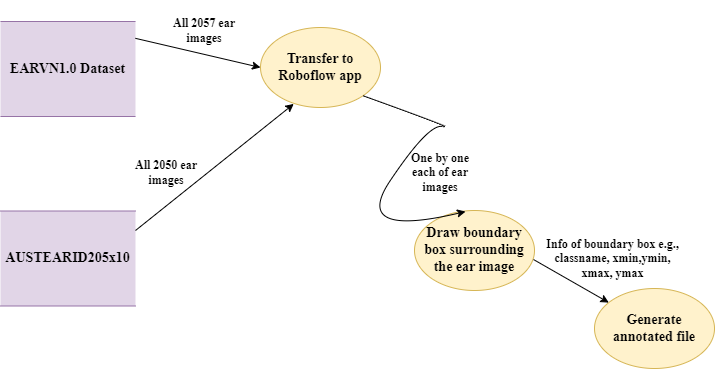 All 2057 ear
images
EARVN1.0 Dataset
Transfer to
Roboflow app
All 2050 ear
images
One by one
each of ear
images
AUSTEARID205x10
Draw boundary
box surrounding
the ear image
Info of boundary box e.g.,
classname, xmin,ymin,
xmax, ymax
Generate
annotated file